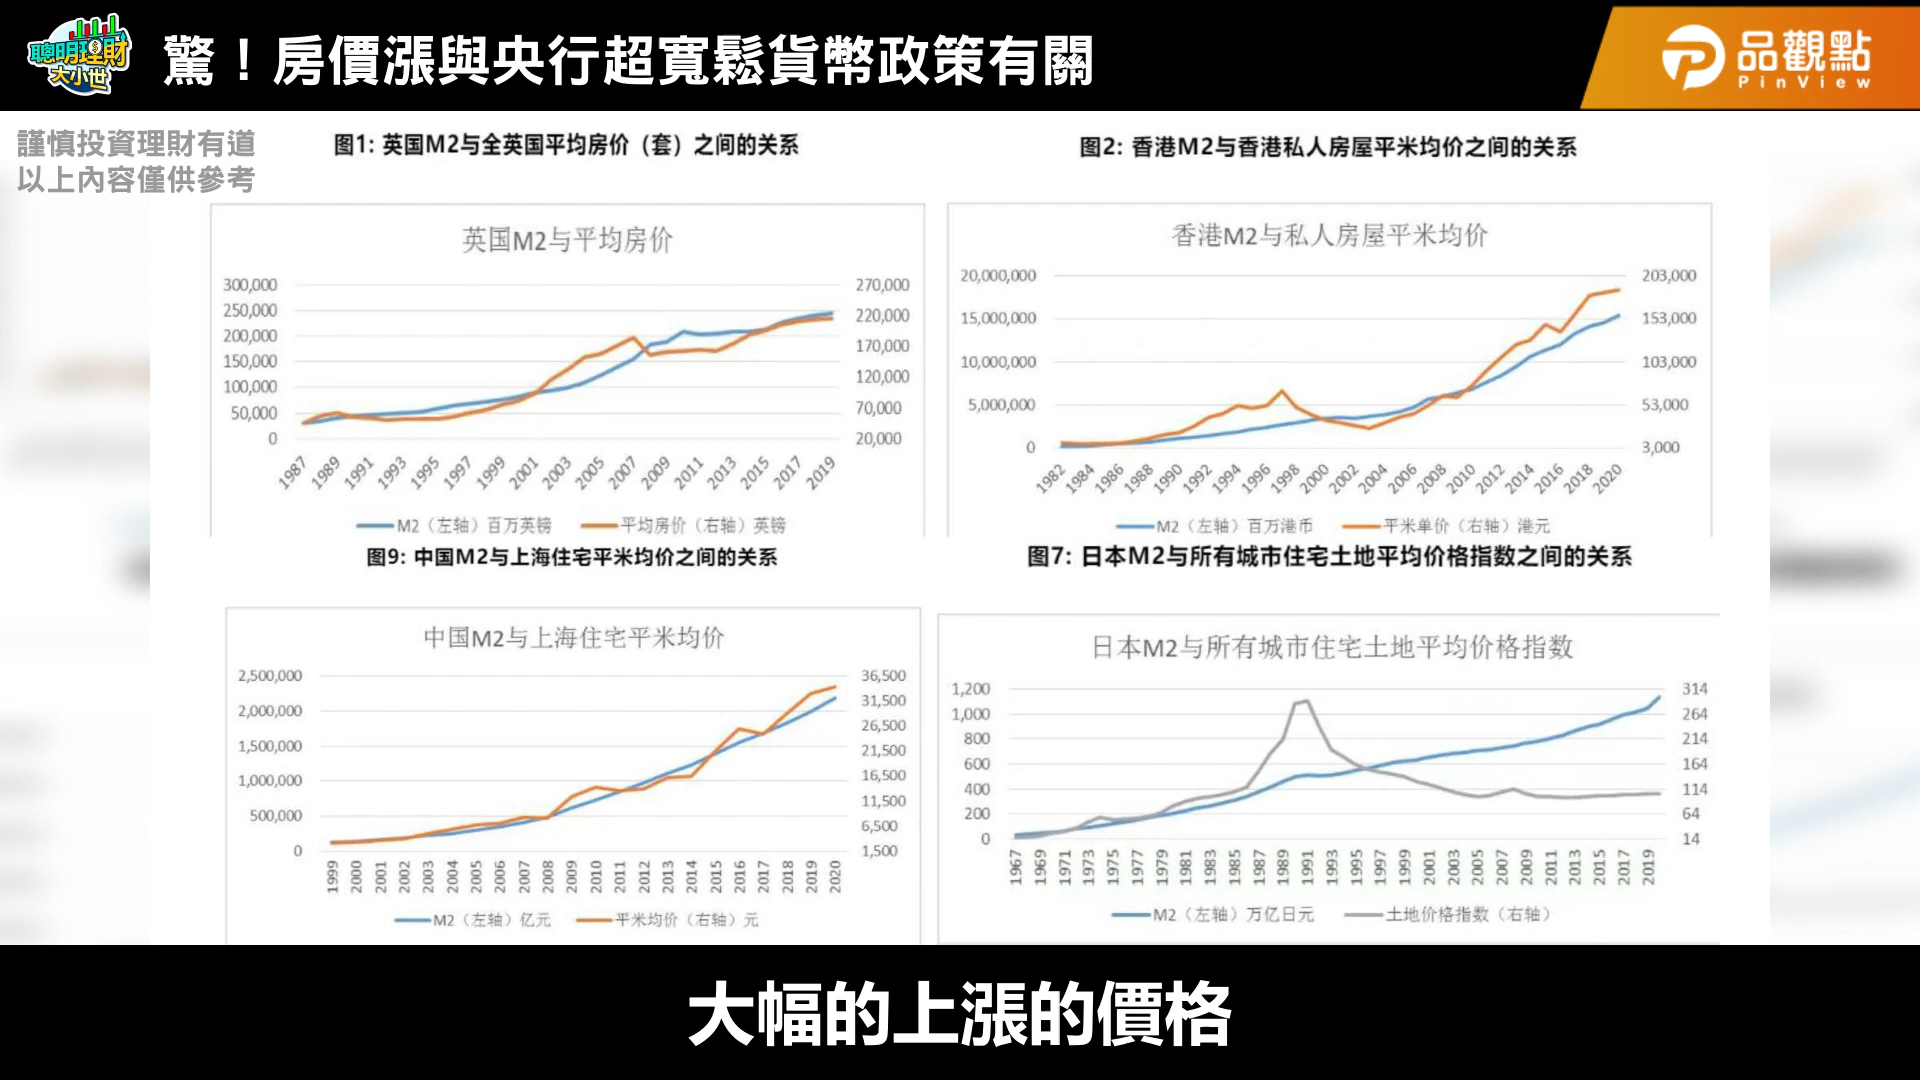 聰明理財
大小世
驚！房價漲與央行超寬鬆貨幣政策有關
品觀點
PinView
謹慎投資理財有道
以上內容僅供參考
图1: 英国M2与全英国平均房价（套）之间的关系
英国M2与平均房价
300,000
250,000
200,000
150,000
100,000
50,000
0
270,000
220,000
170,000
120,000
70,000
20,000
1987 1989 1991 1993 1995 1997 1999 2001 2003 2005 2007 2009 2011 2013 2015 2017 2019
M2（左轴）百万英镑 平均房价（右轴）英镑
图2: 香港M2与香港私人房屋平米均价之间的关系
香港M2与私人房屋平米均价
20,000,000
15,000,000
10,000,000
5,000,000
0
203,000
153,000
103,000
53,000
3,000
1982 1984 1986 1988 1990 1992 1994 1996 1998 2000 2002 2004 2006 2008 2010 2012 2014 2016 2018 2020
M2（左轴）百万港币 平米单价（右轴）港元
图9: 中国M2与上海住宅平米均价之间的关系
中国M2与上海住宅平米均价
2,500,000
2,000,000
1,500,000
1,000,000
500,000
0
36,500
31,500
26,500
21,500
16,500
11,500
6,500
1,500
1999 2000 2001 2002 2003 2004 2005 2006 2007 2008 2009 2010 2011 2012 2013 2014 2015 2016 2017 2018 2019 2020
M2（左轴）亿元 平米均价（右轴）元
图7: 日本M2与所有城市住宅土地平均价格指数之间的关系
日本M2与所有城市住宅土地平均价格指数
1,200
1,000
800
600
400
200
0
314
264
214
164
114
64
14
1967 1969 1971 1973 1975 1977 1979 1981 1983 1985 1987 1989 1991 1993 1995 1997 1999 2001 2003 2005 2007 2009 2011 2013 2015 2017 2019
M2（左轴）万亿日元 土地价格指数（右轴）
大幅的上漲的價格